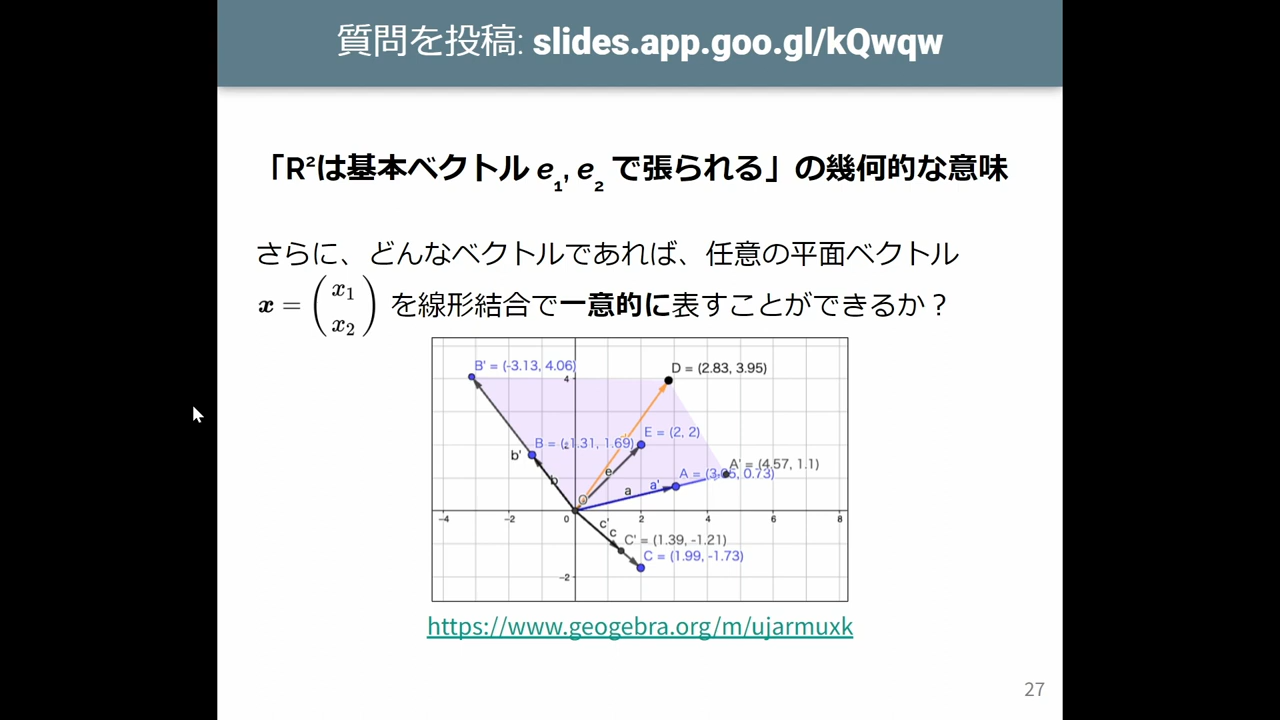 質問を投稿: slides.app.goo.gl/kQwqw
「R²は基本ベクトル e₁, e₂ で張られる」の幾何的な意味
さらに、どんなベクトルであれば、任意の平面ベクトル
x = (x₁ x₂) を線形結合で一意的に表すことができるか？
B' = (-3.13, 4.06)
D = (2.83, 3.95)
4
E = (2, 2)
B = (-1.31, 1.69)
b'
A' = (4.57, 1.1)
A = (3.05, 0.73)
e
b
a
a'
-4
-2
0
2
4
6
8
c'
c
C' = (1.39, -1.21)
C = (1.99, -1.73)
-2
https://www.geogebra.org/m/ujarmuxk
27